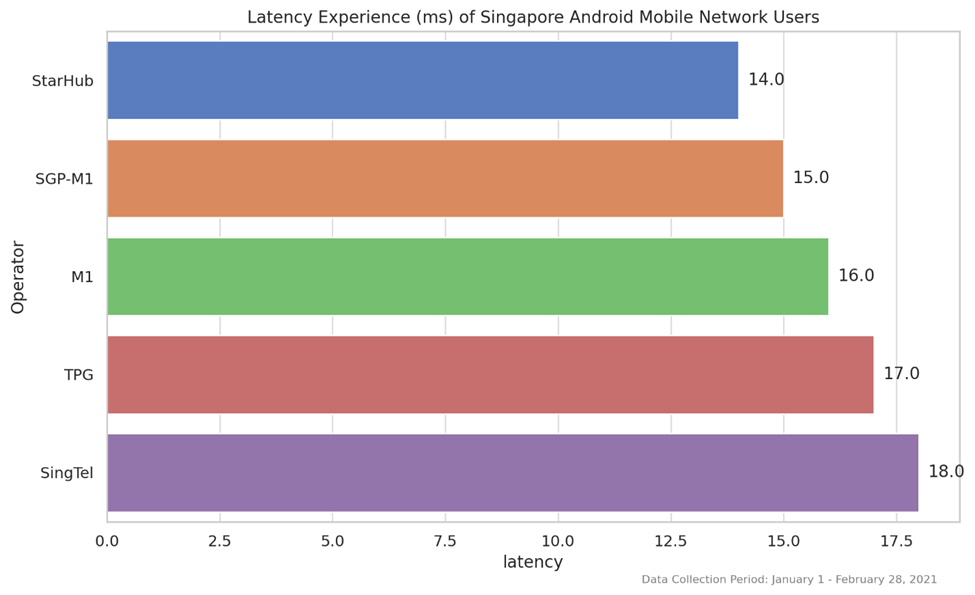 Latency Experience (ms) of Singapore Android Mobile Network Users
StarHub
14.0
SGP-M1
15.0
M1
16.0
TPG
17.0
SingTel
18.0
Operator
0.0 2.5 5.0 7.5 10.0 12.5 15.0 17.5
latency
Data Collection Period: January 1 - February 28, 2021